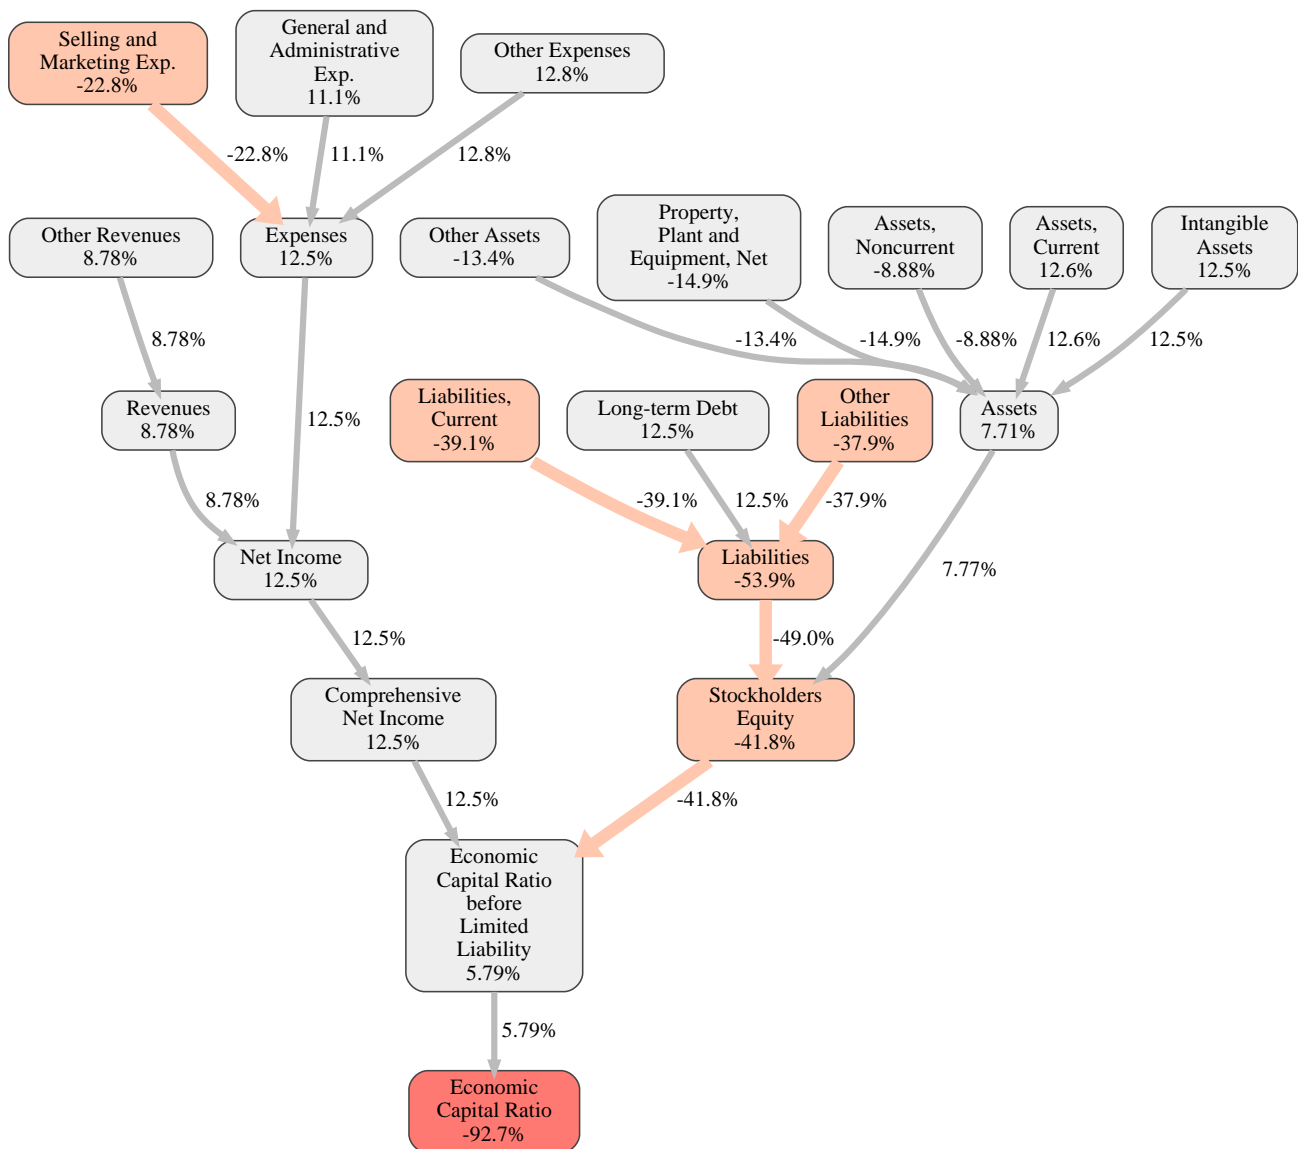 Selling and
Marketing Exp.
-22.8%
General and
Administrative
Exp.
11.1%
Other Expenses
12.8%
-22.8%
11.1%
12.8%
Other Revenues
8.78%
Expenses
12.5%
Other Assets
-13.4%
Property,
Plant and
Equipment, Net
-14.9%
Assets,
Noncurrent
-8.88%
Assets,
Current
12.6%
Intangible
Assets
12.5%
8.78%
-13.4%
-14.9%
-8.88%
12.6%
12.5%
Revenues
8.78%
12.5%
Liabilities,
Current
-39.1%
Long-term Debt
12.5%
Other
Liabilities
-37.9%
Assets
7.71%
8.78%
-39.1%
12.5%
-37.9%
Net Income
12.5%
Liabilities
-53.9%
7.77%
12.5%
-49.0%
Comprehensive
Net Income
12.5%
Stockholders
Equity
-41.8%
12.5%
-41.8%
Economic
Capital Ratio
before
Limited
Liability
5.79%
5.79%
Economic
Capital Ratio
-92.7%